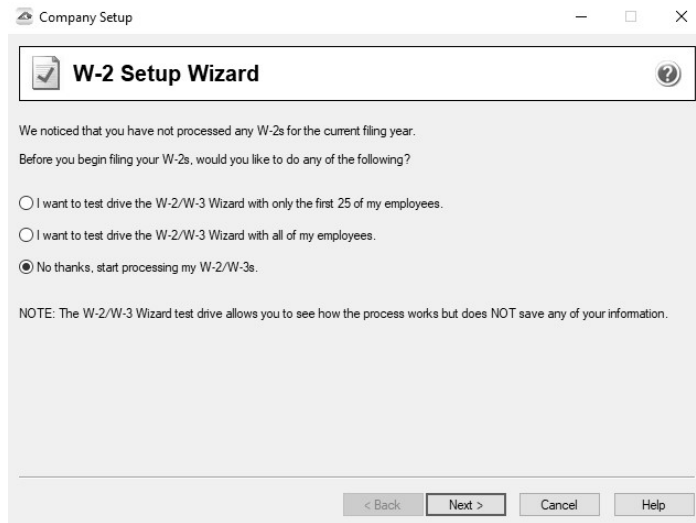 Company Setup
W-2 Setup Wizard
We noticed that you have not processed any W-2s for the current filing year.
Before you begin filing your W-2s, would you like to do any of the following?
I want to test drive the W-2/W-3 Wizard with only the first 25 of my employees.
I want to test drive the W-2/W-3 Wizard with all of my employees.
No thanks, start processing my W-2/W-3s.
NOTE: The W-2/W-3 Wizard test drive allows you to see how the process works but does NOT save any of your information.
< Back Next > Cancel Help